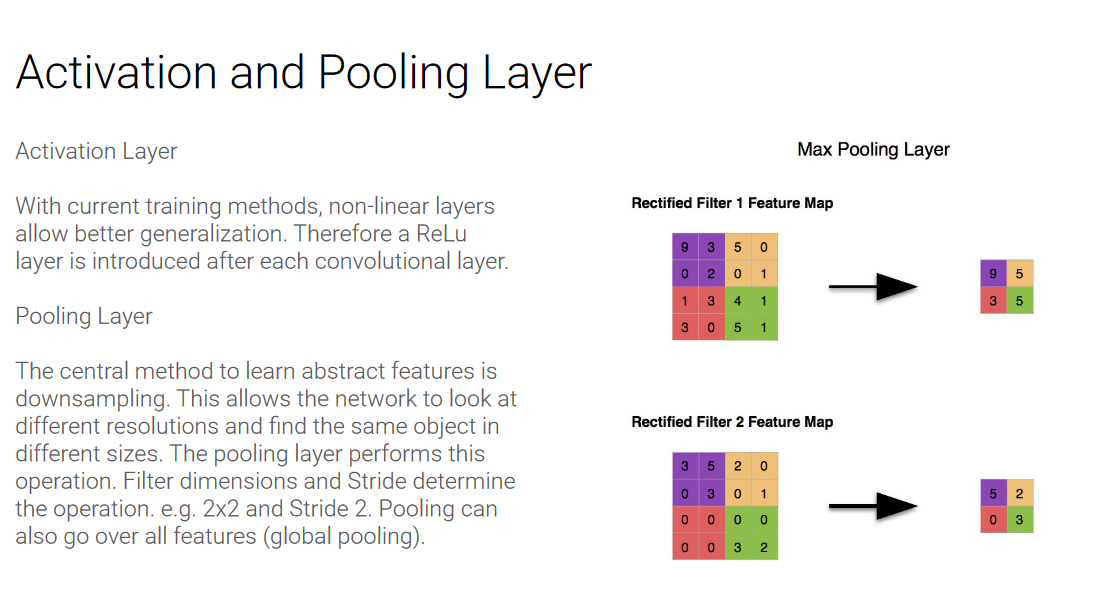 Activation and Pooling Layer
Activation Layer
With current training methods, non-linear layers
allow better generalization. Therefore a ReLu
layer is introduced after each convolutional layer.
Pooling Layer
The central method to learn abstract features is
downsampling. This allows the network to look at
different resolutions and find the same object in
different sizes. The pooling layer performs this
operation. Filter dimensions and Stride determine
the operation. e.g. 2x2 and Stride 2. Pooling can
also go over all features (global pooling).
Max Pooling Layer
Rectified Filter 1 Feature Map
9 3 5 0
0 2 0 1
1 3 4 1
3 0 5 1
9 5
3 5
Rectified Filter 2 Feature Map
3 5 2 0
0 3 0 1
0 0 0 0
0 0 3 2
5 2
0 3